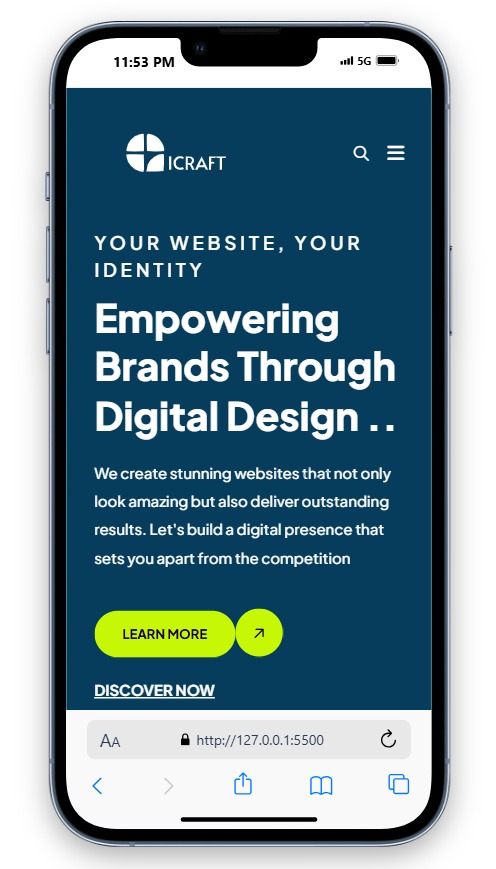 11:53 PM
5G
ICRAFT
YOUR WEBSITE, YOUR
IDENTITY
Empowering
Brands Through
Digital Design . .
We create stunning websites that not only
look amazing but also deliver outstanding
results. Let's build a digital presence that
sets you apart from the competition
LEARN MORE
DISCOVER NOW
AA
http://127.0.0.1:5500